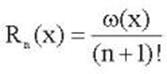 Rₙ(x) = ω(x) / (n + 1)!